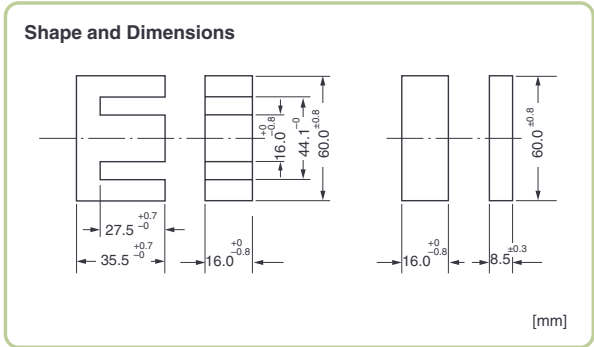 Shape and Dimensions
16.0 +0 –0.8
44.1 –0
60.0 ±0.8
60.0 ±0.8
27.5 +0.7 –0
35.5 +0.7 –0
16.0 +0 –0.8
16.0 +0 –0.8
8.5 ±0.3
[mm]